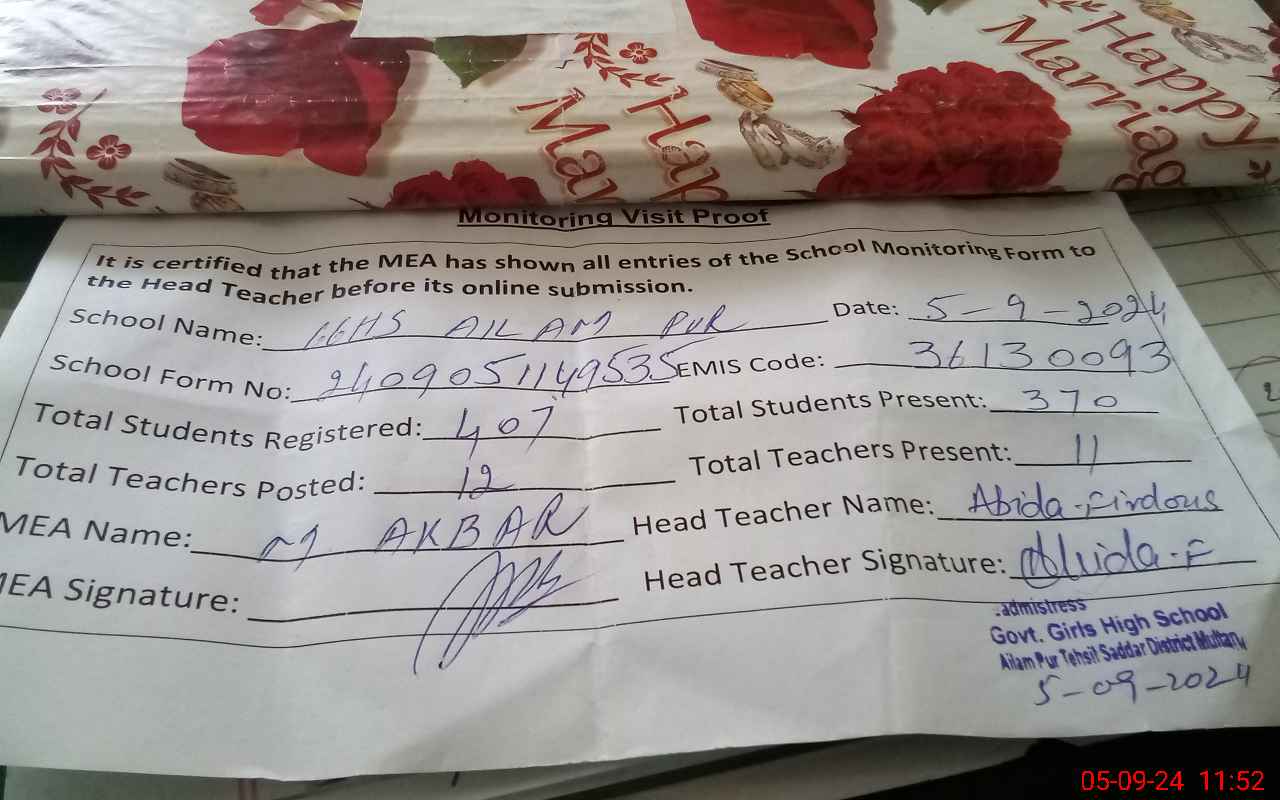 Happy
Marriag
Hap
Mar
Monitoring Visit Proof
It is certified that the MEA has shown all entries of the School Monitoring Form to
the Head Teacher before its online submission.
School Name: GGHS AILAM PUR Date: 5-9-2024
School Form No: 2409051149535 EMIS Code: 36130093
Total Students Registered: 407 Total Students Present: 370
Total Teachers Posted: 12 Total Teachers Present: 11
MEA Name: M AKBAR Head Teacher Name: Abida Firdous
MEA Signature: Head Teacher Signature: Abida-F
admistress
Govt. Girls High School
Ailam Pur Tehsil Saddar District Multan
5-09-2024
05-09-24 11:52